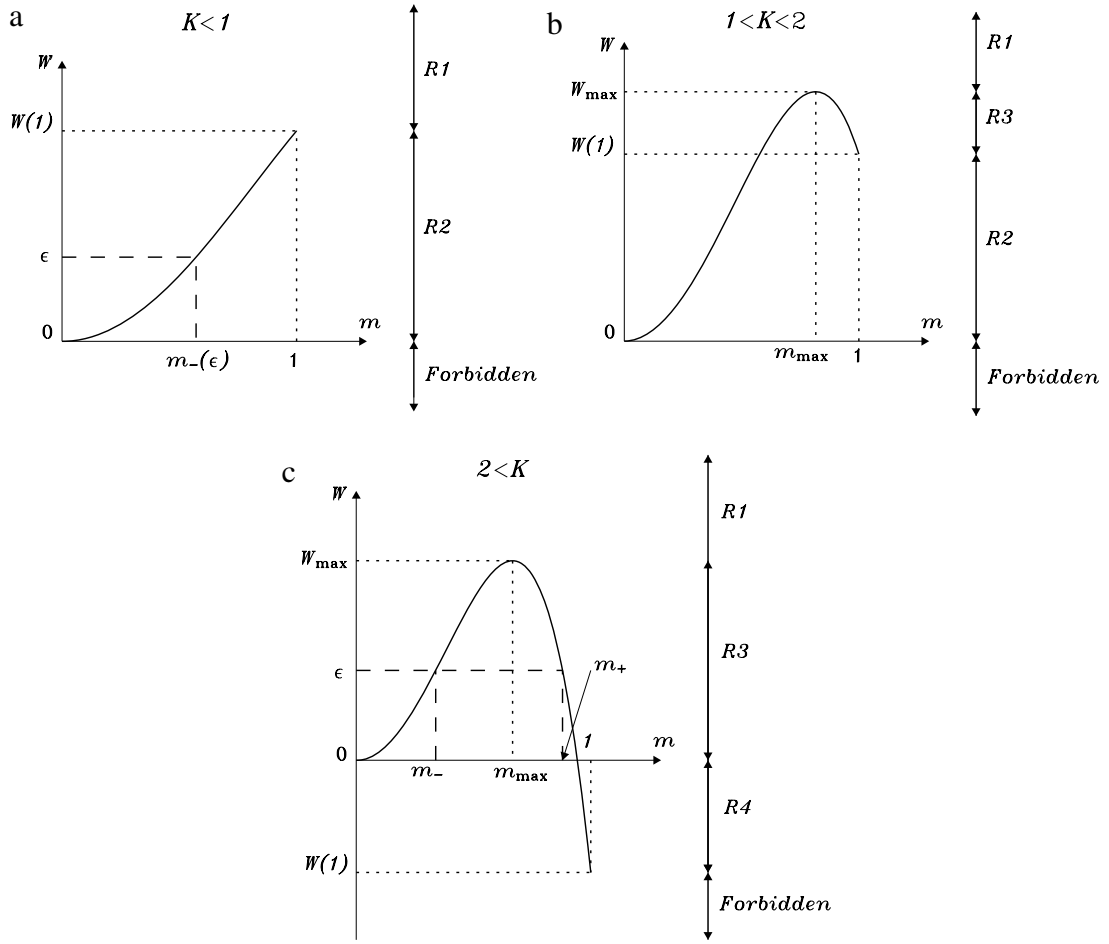 a
K<1
W
R1
W(1)
R2
ϵ
0
m
m₋(ϵ)
1
Forbidden
b
1<K<2
W
R1
W_max
R3
W(1)
R2
0
m
m_max
1
Forbidden
c
2<K
W
R1
W_max
R3
ϵ
m₊
0
1
m
m₋
m_max
R4
W(1)
Forbidden